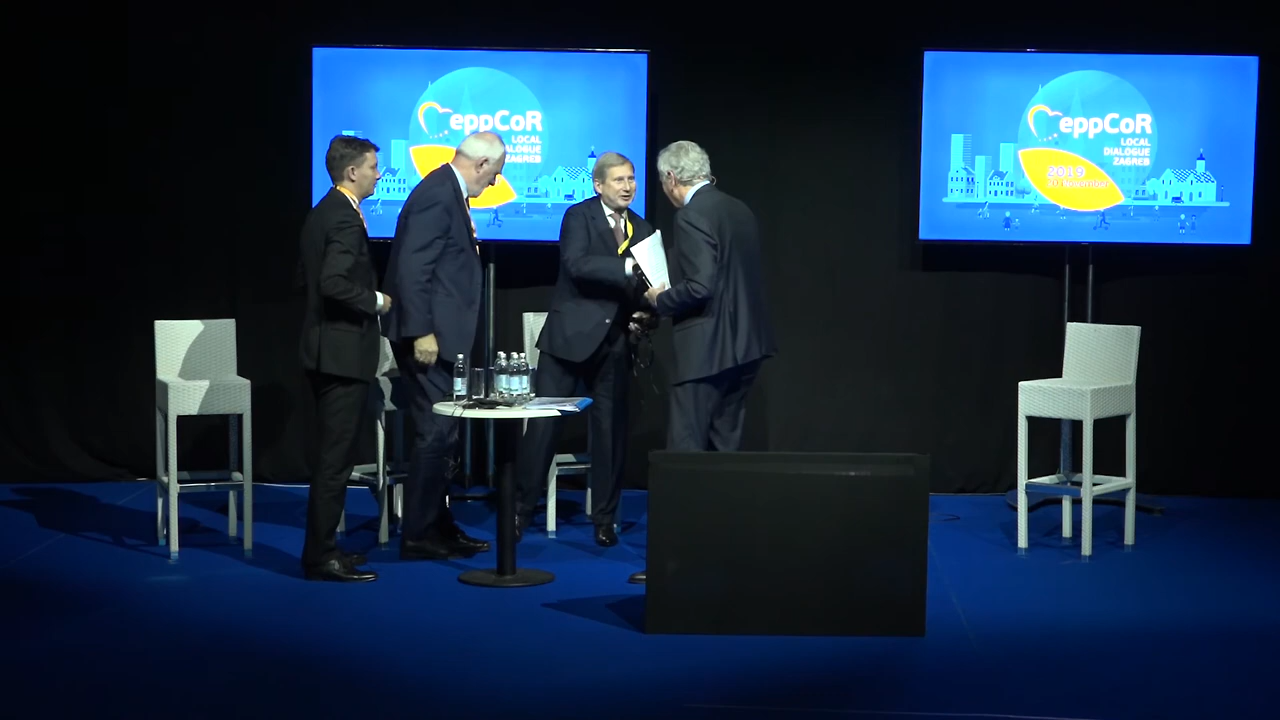 eppCoR
LOCAL
DIALOGUE
ZAGREB
eppCoR
LOCAL
DIALOGUE
ZAGREB
2019